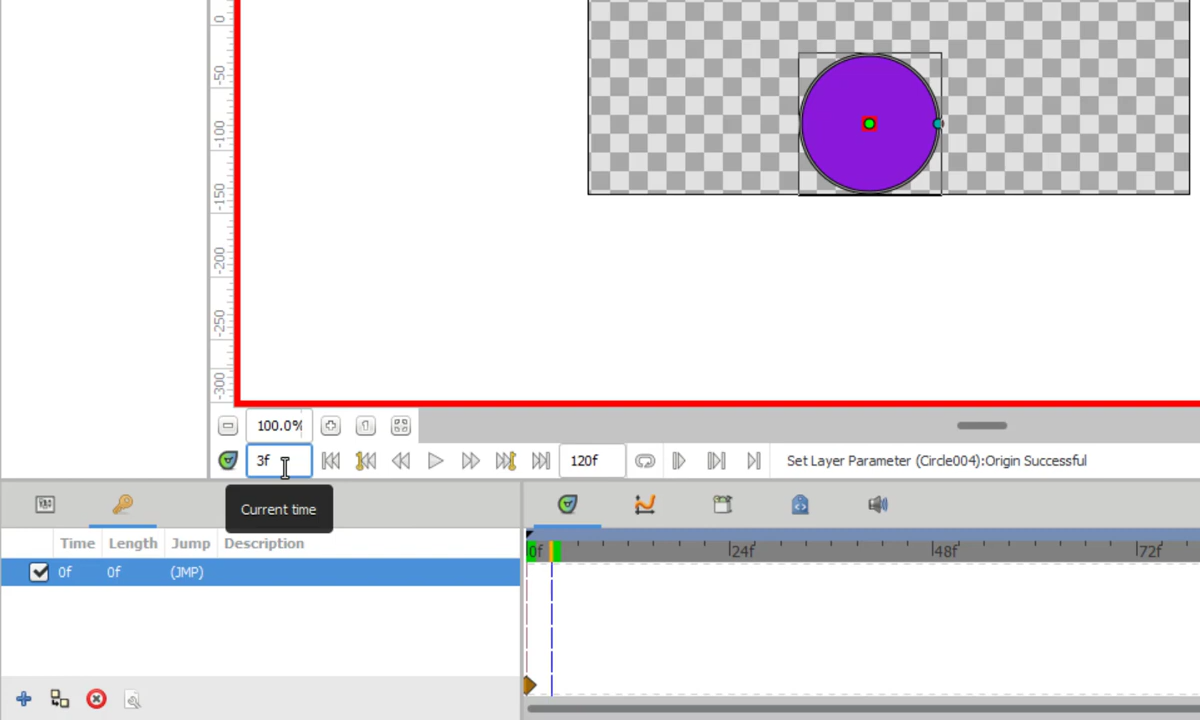 0
-50
-100
-150
-200
-250
-300
100.0%
3f
120f
Set Layer Parameter (Circle004):Origin Successful
Current time
Time Length Jump Description
0f 0f (JMP)
0f 24f 48f 72f